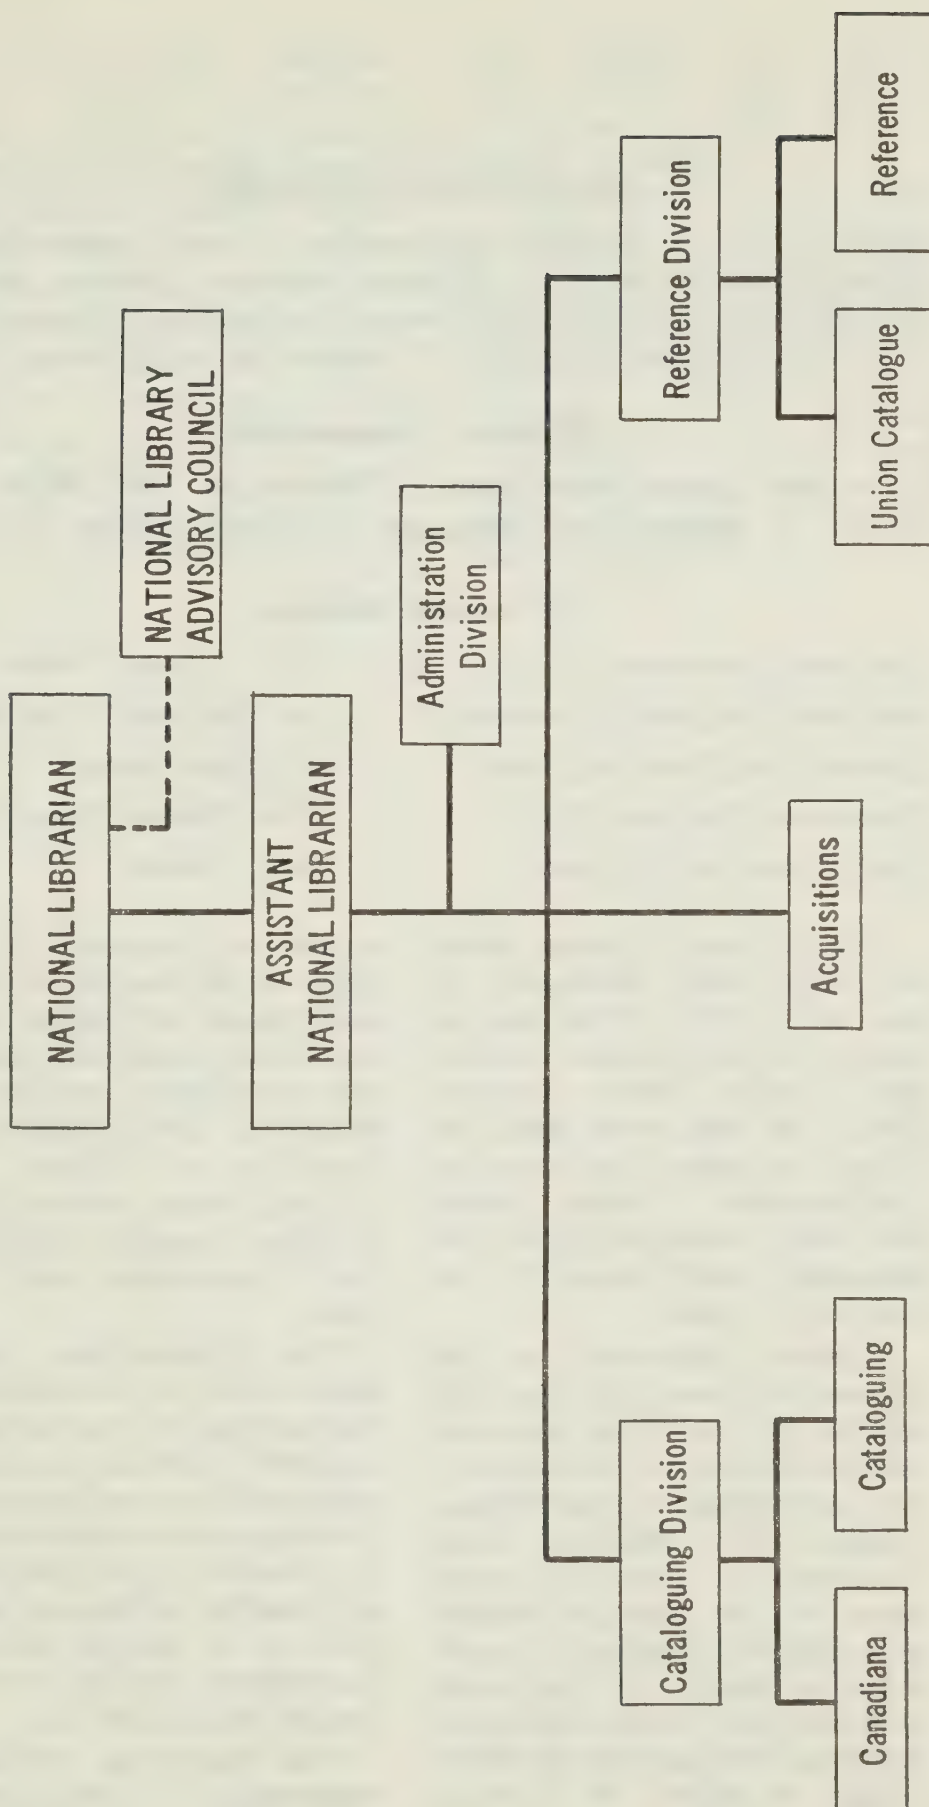 NATIONAL LIBRARIAN
NATIONAL LIBRARY
ADVISORY COUNCIL
ASSISTANT
NATIONAL LIBRARIAN
Administration
Division
Cataloguing Division
Reference Division
Acquisitions
Canadiana
Cataloguing
Union Catalogue
Reference